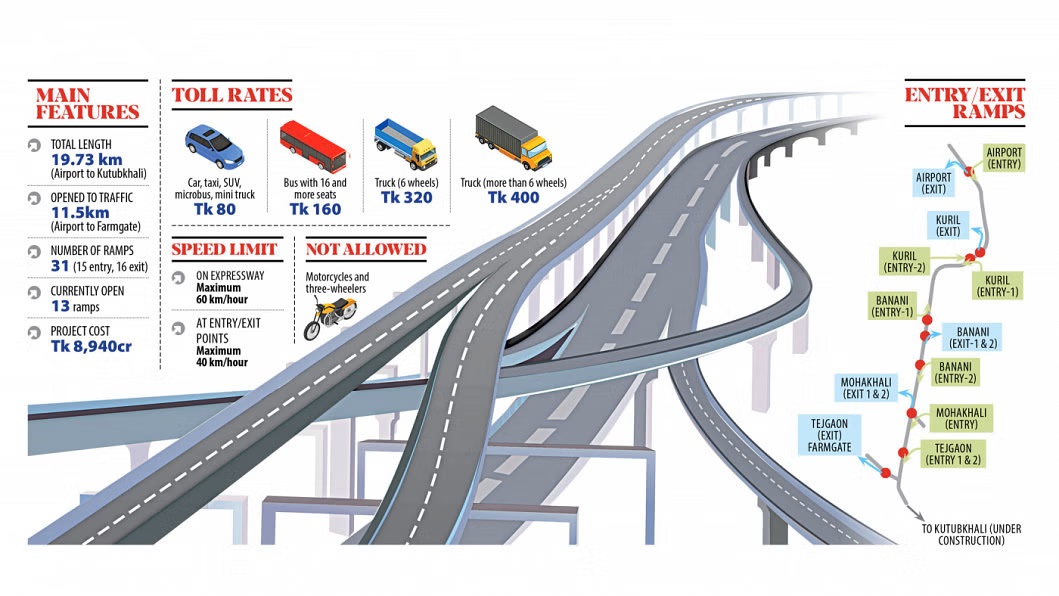 MAIN
FEATURES
TOTAL LENGTH
19.73 km
(Airport to Kutubkhali)
OPENED TO TRAFFIC
11.5km
(Airport to Farmgate)
NUMBER OF RAMPS
31 (15 entry, 16 exit)
CURRENTLY OPEN
13 ramps
PROJECT COST
Tk 8,940cr
TOLL RATES
Car, taxi, SUV,
microbus, mini truck
Tk 80
Bus with 16 and
more seats
Tk 160
Truck (6 wheels)
Tk 320
Truck (more than 6 wheels)
Tk 400
SPEED LIMIT
ON EXPRESSWAY
Maximum
60 km/hour
AT ENTRY/EXIT
POINTS
Maximum
40 km/hour
NOT ALLOWED
Motorcycles and
three-wheelers
ENTRY/EXIT
RAMPS
AIRPORT
(ENTRY)
AIRPORT
(EXIT)
KURIL
(EXIT)
KURIL
(ENTRY-2)
KURIL
(ENTRY-1)
BANANI
(ENTRY-1)
BANANI
(EXIT-1 & 2)
BANANI
(ENTRY-2)
MOHAKHALI
(EXIT 1 & 2)
MOHAKHALI
(ENTRY)
TEJGAON
(EXIT)
FARMGATE
TEJGAON
(ENTRY 1 & 2)
TO KUTUBKHALI (UNDER
CONSTRUCTION)